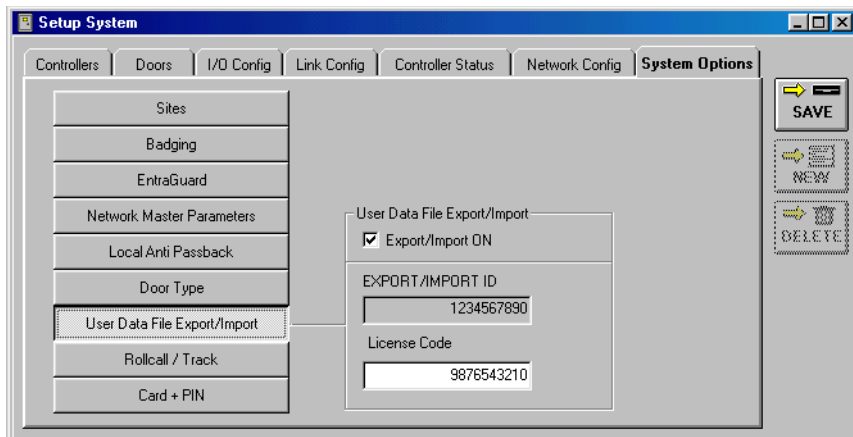 Setup System
Controllers Doors I/O Config Link Config Controller Status Network Config System Options
Sites
Badging
EntraGuard
Network Master Parameters
Local Anti Passback
Door Type
User Data File Export/Import
Rollcall / Track
Card + PIN
User Data File Export/Import
Export/Import ON
EXPORT/IMPORT ID
1234567890
License Code
9876543210
SAVE
NEW
DELETE